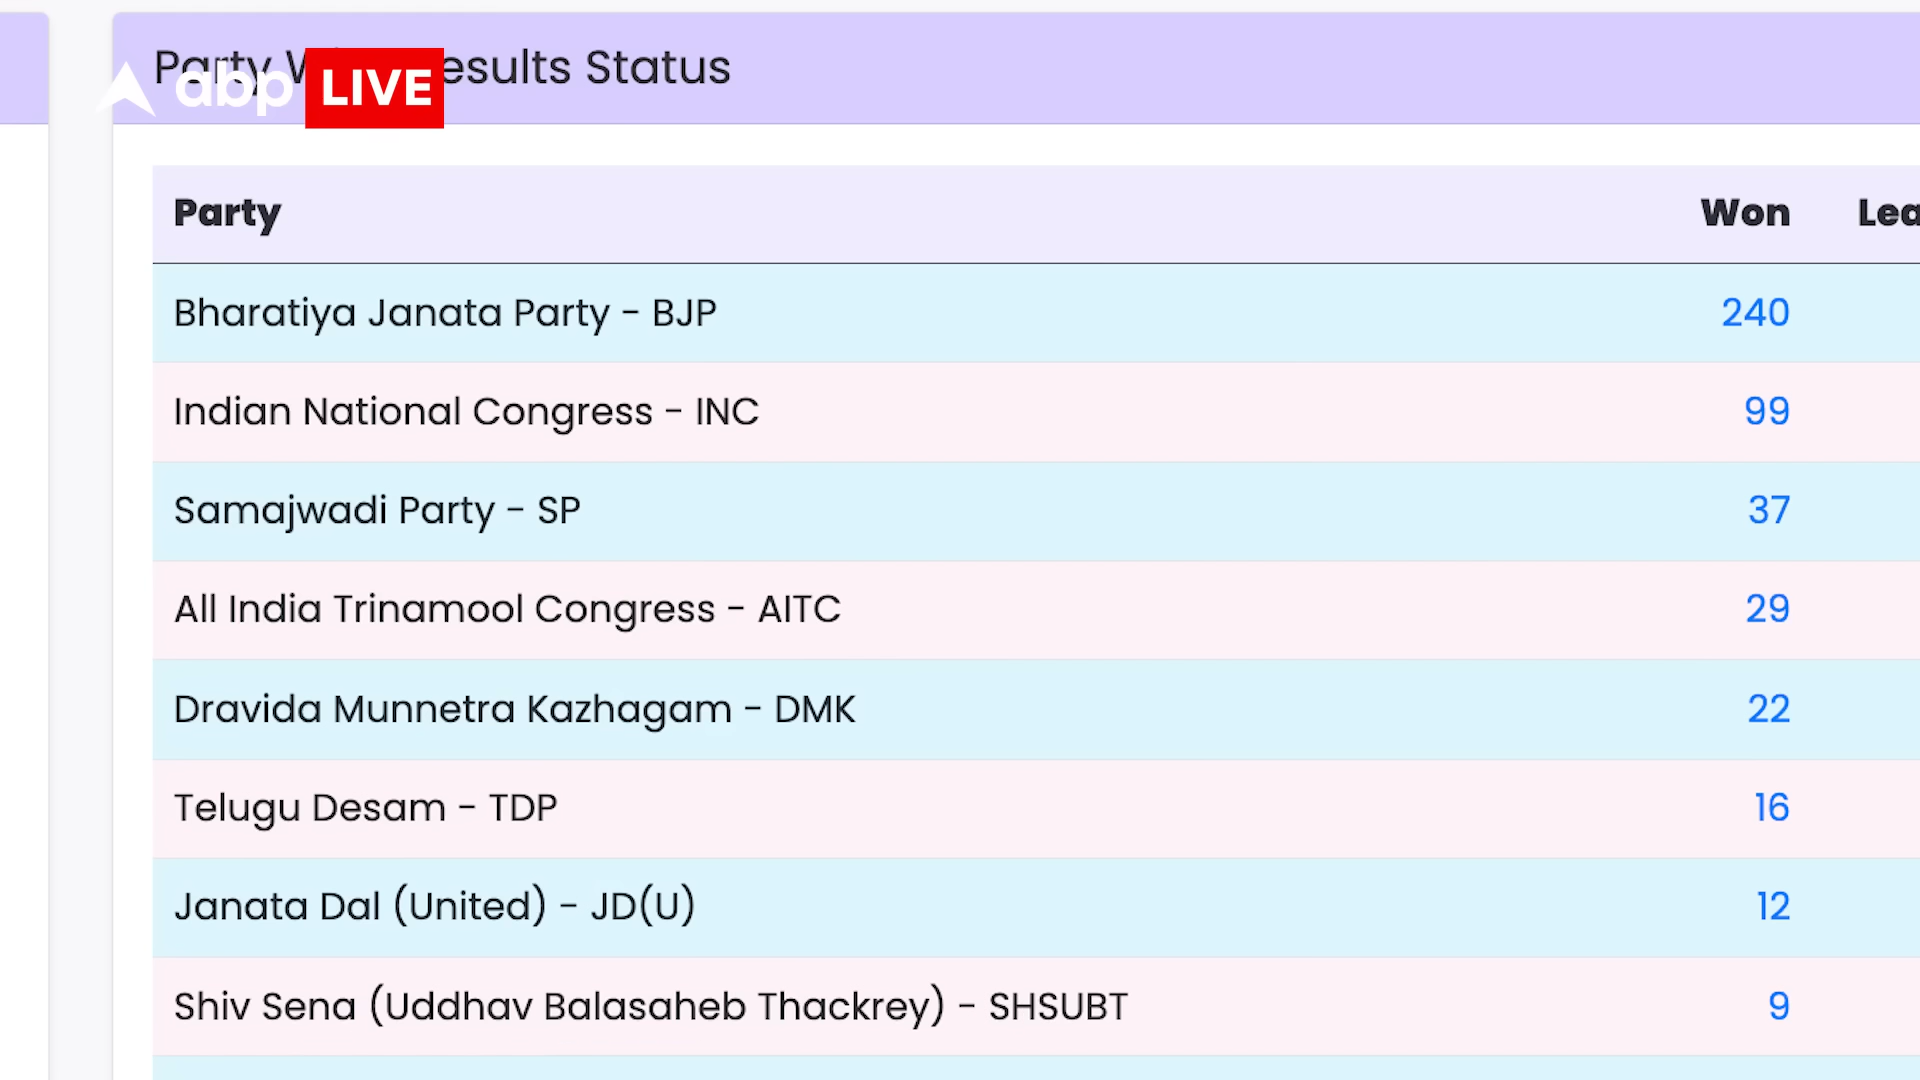 Party W esults Status
abp LIVE
Party Won Lea
Bharatiya Janata Party - BJP 240
Indian National Congress - INC 99
Samajwadi Party - SP 37
All India Trinamool Congress - AITC 29
Dravida Munnetra Kazhagam - DMK 22
Telugu Desam - TDP 16
Janata Dal (United) - JD(U) 12
Shiv Sena (Uddhav Balasaheb Thackrey) - SHSUBT 9